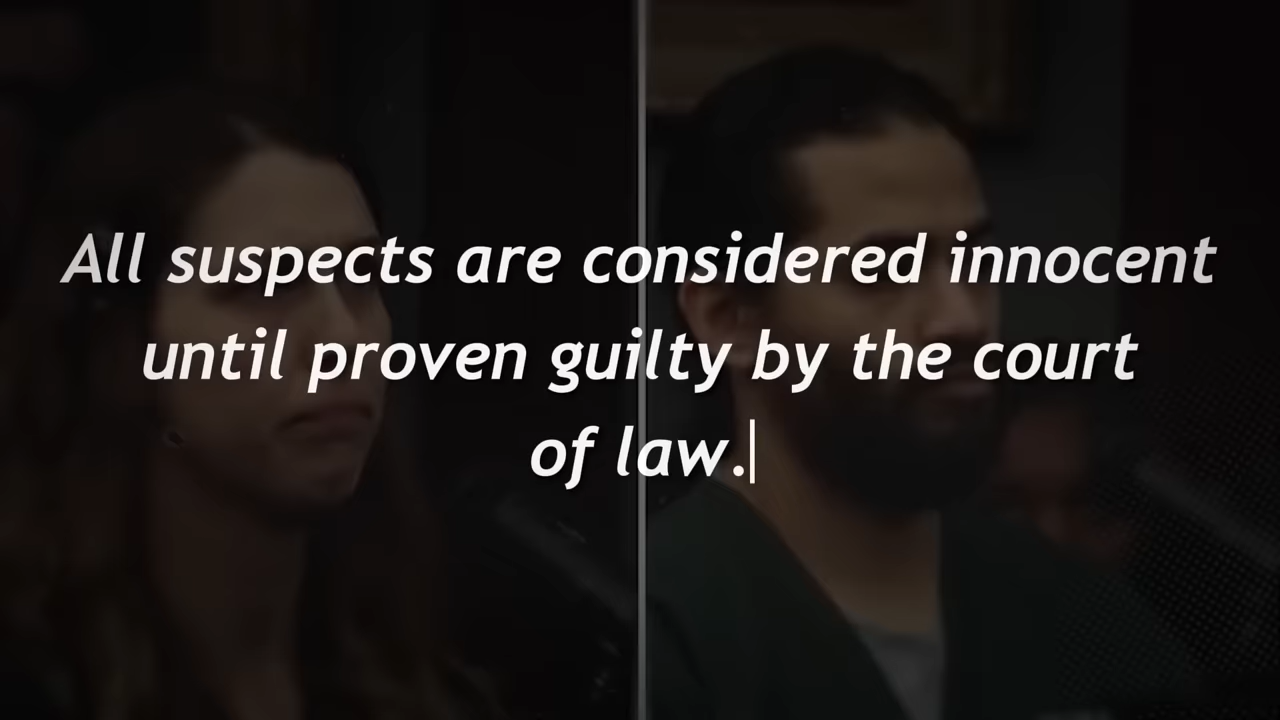 All suspects are considered innocent
until proven guilty by the court
of law.